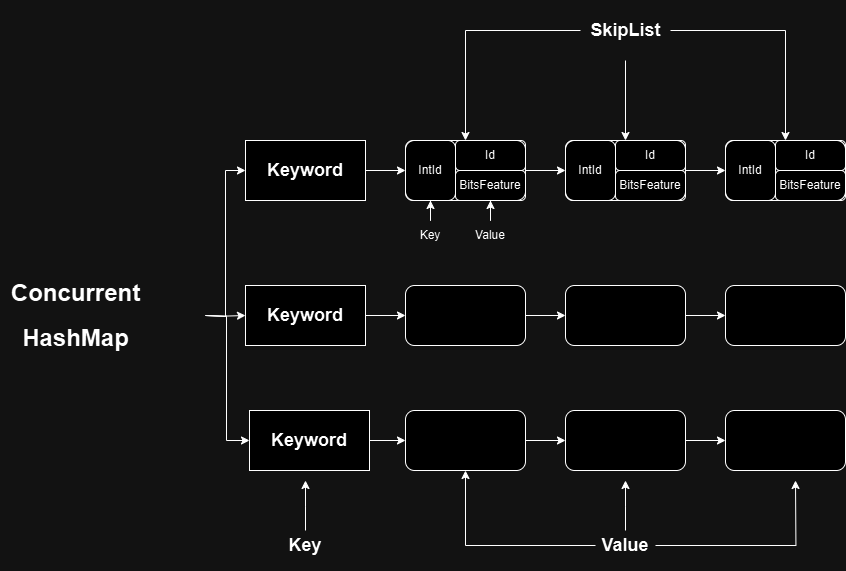 SkipList
Keyword
IntId
Id
BitsFeature
IntId
Id
BitsFeature
IntId
Id
BitsFeature
Key
Value
Concurrent
HashMap
Keyword
Keyword
Key
Value